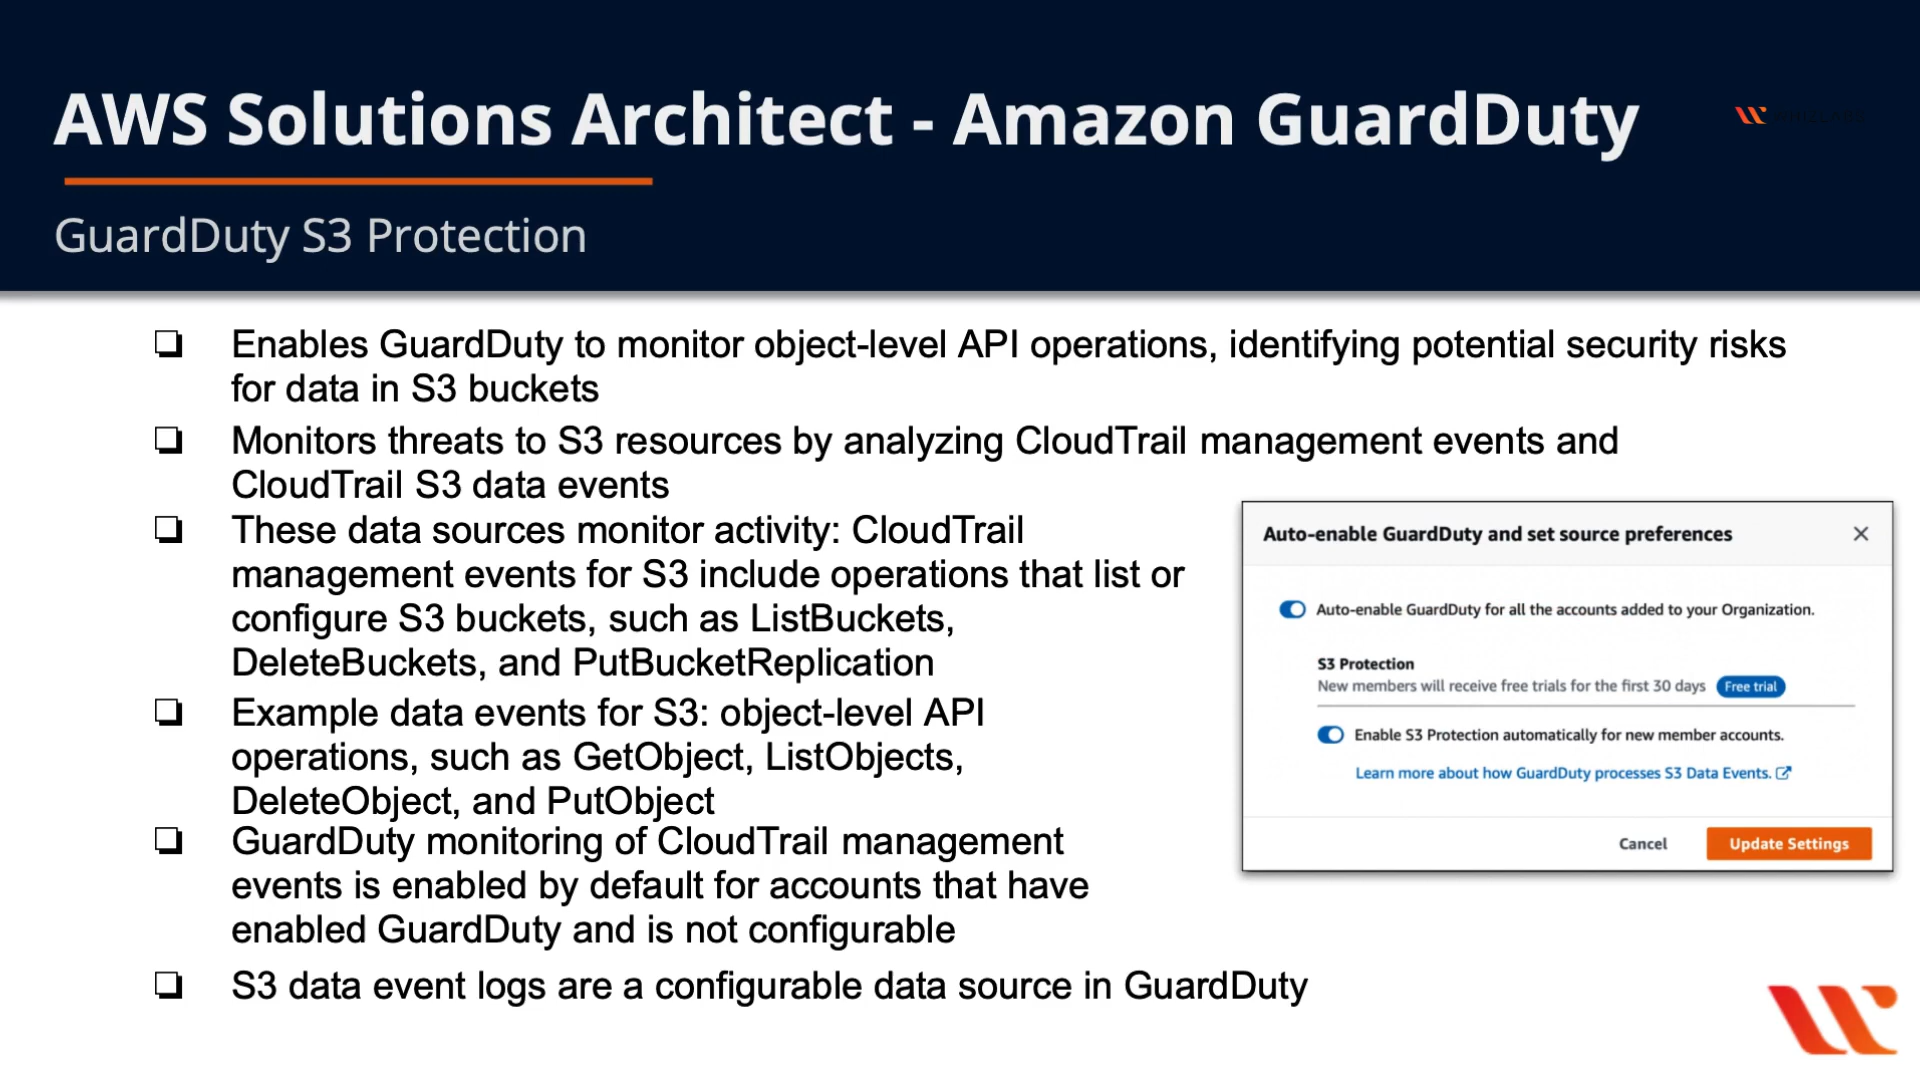 AWS Solutions Architect - Amazon GuardDuty
GuardDuty S3 Protection
Enables GuardDuty to monitor object-level API operations, identifying potential security risks
for data in S3 buckets
Monitors threats to S3 resources by analyzing CloudTrail management events and
CloudTrail S3 data events
These data sources monitor activity: CloudTrail
management events for S3 include operations that list or
configure S3 buckets, such as ListBuckets,
DeleteBuckets, and PutBucketReplication
Example data events for S3: object-level API
operations, such as GetObject, ListObjects,
DeleteObject, and PutObject
GuardDuty monitoring of CloudTrail management
events is enabled by default for accounts that have
enabled GuardDuty and is not configurable
S3 data event logs are a configurable data source in GuardDuty
Auto-enable GuardDuty and set source preferences
Auto-enable GuardDuty for all the accounts added to your Organization.
S3 Protection
New members will receive free trials for the first 30 days Free trial
Enable S3 Protection automatically for new member accounts.
Learn more about how GuardDuty processes S3 Data Events.
Cancel Update Settings